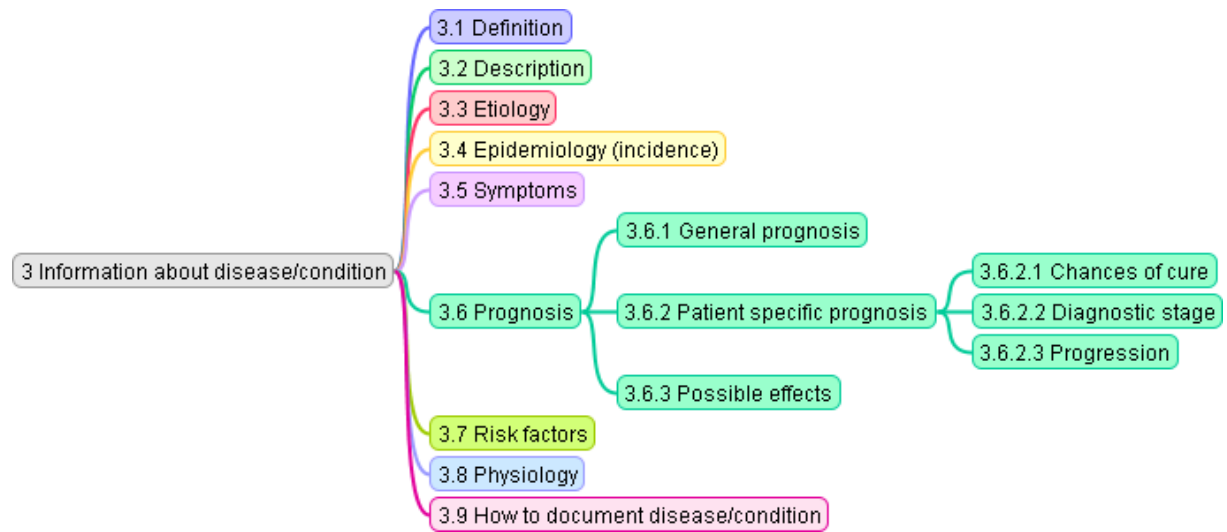 3.1 Definition
3.2 Description
3.3 Etiology
3.4 Epidemiology (incidence)
3.5 Symptoms
3.6.1 General prognosis
3 Information about disease/condition
3.6.2.1 Chances of cure
3.6 Prognosis
3.6.2 Patient specific prognosis
3.6.2.2 Diagnostic stage
3.6.2.3 Progression
3.6.3 Possible effects
3.7 Risk factors
3.8 Physiology
3.9 How to document disease/condition